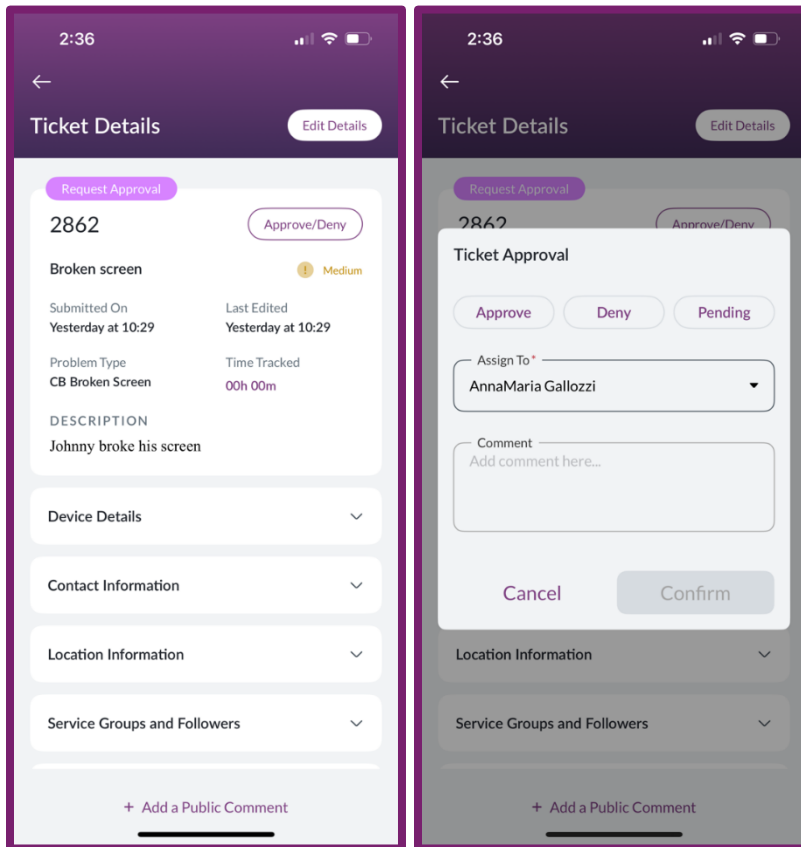 2:36
Ticket Details
Edit Details
Request Approval
2862
Approve/Deny
Broken screen
! Medium
Submitted On
Last Edited
Yesterday at 10:29
Yesterday at 10:29
Problem Type
Time Tracked
CB Broken Screen
00h 00m
DESCRIPTION
Johnny broke his screen
Device Details
Contact Information
Location Information
Service Groups and Followers
+ Add a Public Comment
2:36
Ticket Details
Edit Details
Request Approval
2862
Approve/Deny
Ticket Approval
Approve
Deny
Pending
Assign To*
AnnaMaria Gallozzi
Comment
Add comment here...
Cancel
Confirm
Location Information
Service Groups and Followers
+ Add a Public Comment